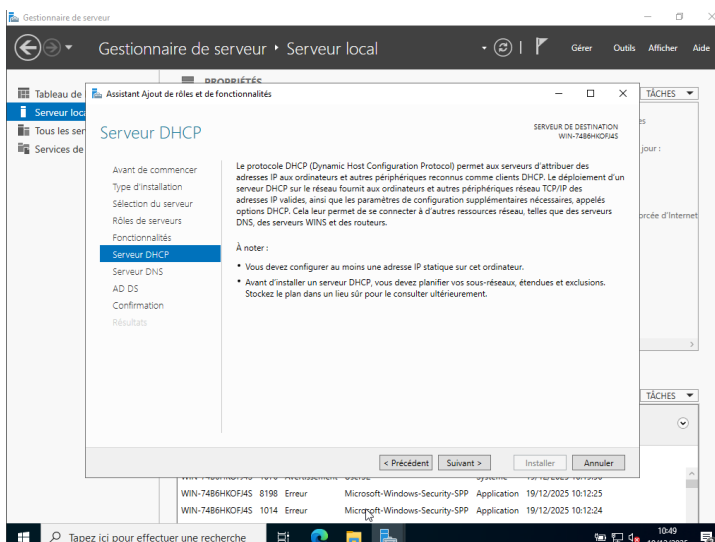 Gestionnaire de serveur
Gestionnaire de serveur ‣ Serveur local
Gérer Outils Afficher Aide
PROPRIÉTÉS
TÂCHES
Tableau de
Serveur loca
Tous les ser
Services de
jour :
orcée d'Internet
Assistant Ajout de rôles et de fonctionnalités
Serveur DHCP
SERVEUR DE DESTINATION
WIN-74B6HKOFJ4S
Avant de commencer
Type d'installation
Sélection du serveur
Rôles de serveurs
Fonctionnalités
Serveur DHCP
Serveur DNS
AD DS
Confirmation
Résultats
Le protocole DHCP (Dynamic Host Configuration Protocol) permet aux serveurs d'attribuer des
adresses IP aux ordinateurs et autres périphériques reconnus comme clients DHCP. Le déploiement d'un
serveur DHCP sur le réseau fournit aux ordinateurs et autres périphériques réseau TCP/IP des
adresses IP valides, ainsi que les paramètres de configuration supplémentaires nécessaires, appelés
options DHCP. Cela leur permet de se connecter à d'autres ressources réseau, telles que des serveurs
DNS, des serveurs WINS et des routeurs.
À noter :
• Vous devez configurer au moins une adresse IP statique sur cet ordinateur.
• Avant d'installer un serveur DHCP, vous devez planifier vos sous-réseaux, étendues et exclusions.
Stockez le plan dans un lieu sûr pour le consulter ultérieurement.
< Précédent Suivant > Installer Annuler
TÂCHES
WIN-74B6HKOFJ4S 8198 Erreur Microsoft-Windows-Security-SPP Application 19/12/2025 10:12:25
WIN-74B6HKOFJ4S 1014 Erreur Microsoft-Windows-Security-SPP Application 19/12/2025 10:12:24
Tapez ici pour effectuer une recherche
10:49